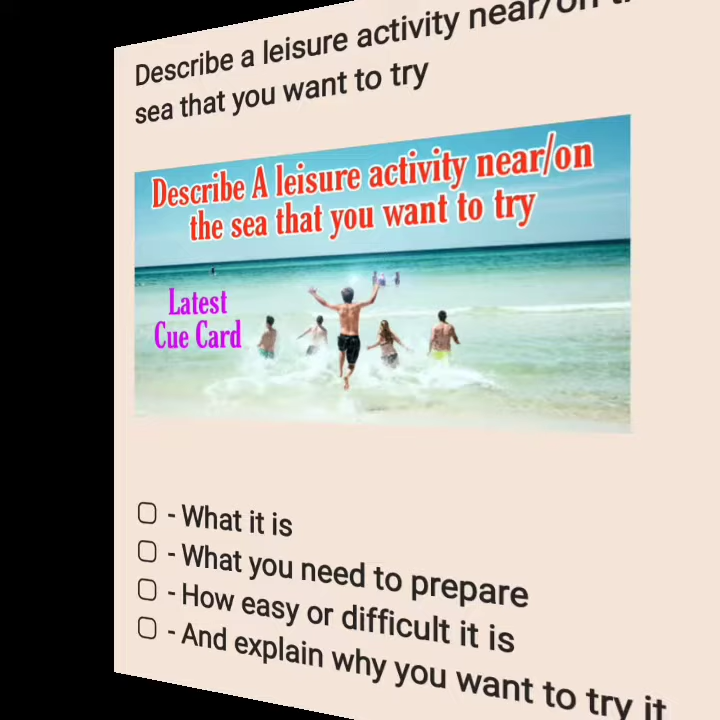 Describe a leisure activity near/on
sea that you want to try
Describe A leisure activity near/on
the sea that you want to try
Latest
Cue Card
- What it is
- What you need to prepare
- How easy or difficult it is
- And explain why you want to try it